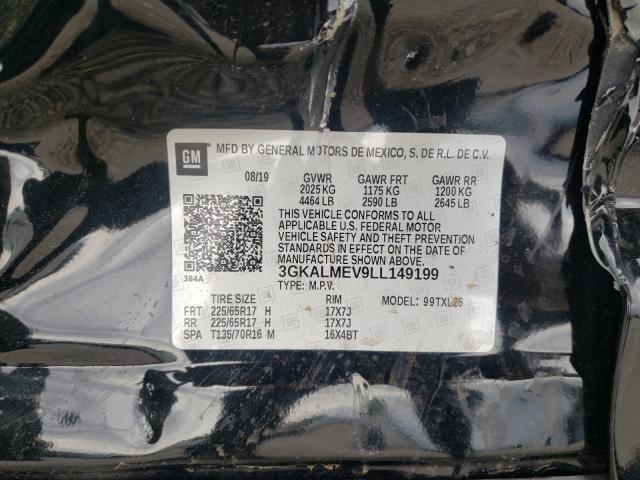 GM MFD BY GENERAL MOTORS DE MEXICO, S. DE R.L. DE C.V.
08/19 GVWR GAWR FRT GAWR RR
2025 KG 1175 KG 1200 KG
4464 LB 2590 LB 2645 LB
THIS VEHICLE CONFORMS TO ALL
APPLICABLE U.S. FEDERAL MOTOR
VEHICLE SAFETY AND THEFT PREVENTION
STANDARDS IN EFFECT ON THE DATE OF
MANUFACTURE SHOWN ABOVE.
384A 3GKALMEV9LL149199
TYPE: M.P.V.
TIRE SIZE RIM MODEL: 99TXL26
FRT 225/65R17 H 17X7J
RR 225/65R17 H 17X7J
SPA T135/70R16 M 16X4BT